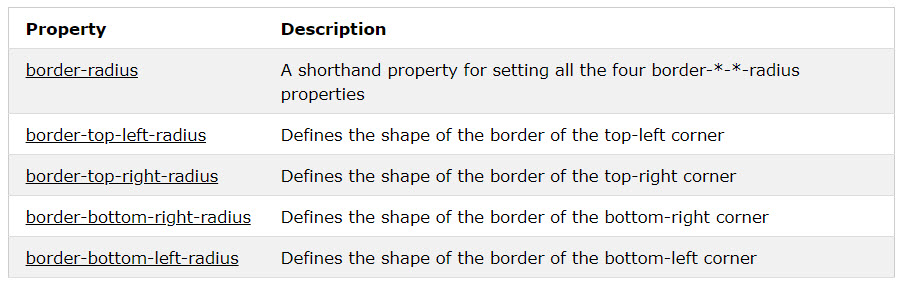 Property Description
border-radius A shorthand property for setting all the four border-*-*-radius
properties
border-top-left-radius Defines the shape of the border of the top-left corner
border-top-right-radius Defines the shape of the border of the top-right corner
border-bottom-right-radius Defines the shape of the border of the bottom-right corner
border-bottom-left-radius Defines the shape of the border of the bottom-left corner